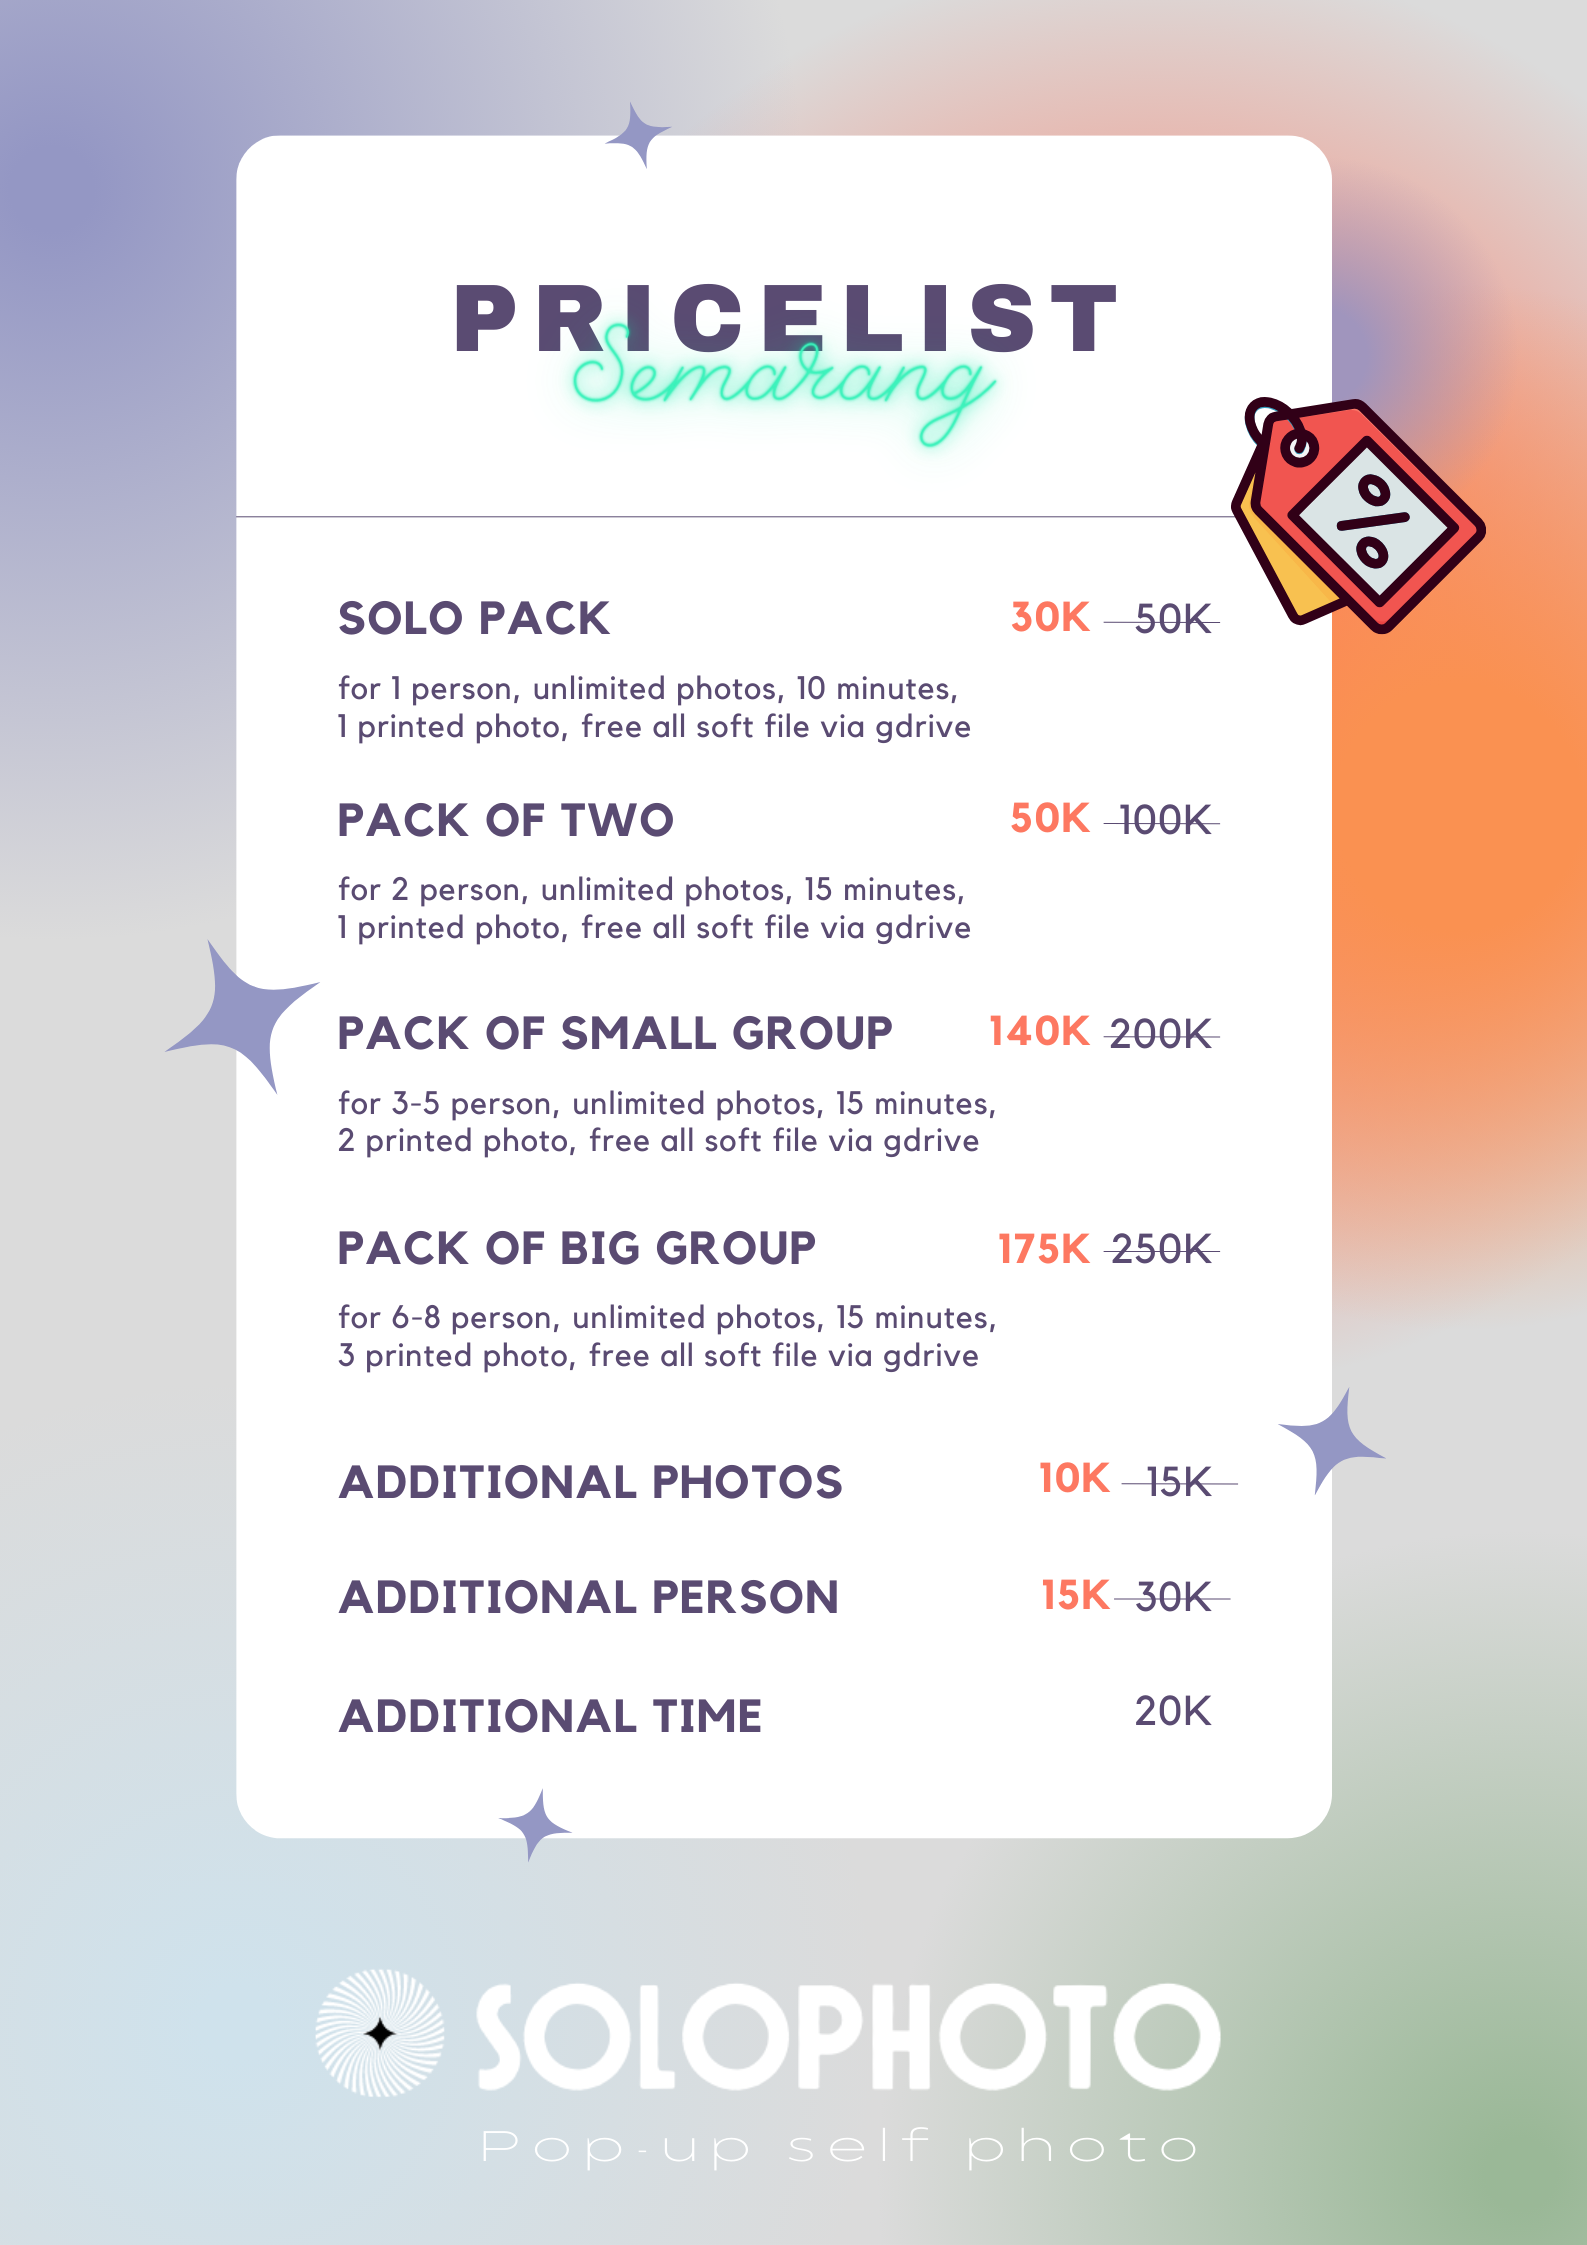 PRICELIST
Semarang
%
SOLO PACK 30K 50K
for 1 person, unlimited photos, 10 minutes,
1 printed photo, free all soft file via gdrive
PACK OF TWO 50K 100K
for 2 person, unlimited photos, 15 minutes,
1 printed photo, free all soft file via gdrive
PACK OF SMALL GROUP 140K 200K
for 3-5 person, unlimited photos, 15 minutes,
2 printed photo, free all soft file via gdrive
PACK OF BIG GROUP 175K 250K
for 6-8 person, unlimited photos, 15 minutes,
3 printed photo, free all soft file via gdrive
ADDITIONAL PHOTOS 10K 15K
ADDITIONAL PERSON 15K 30K
ADDITIONAL TIME 20K
SOLOPHOTO
Pop-up self photo